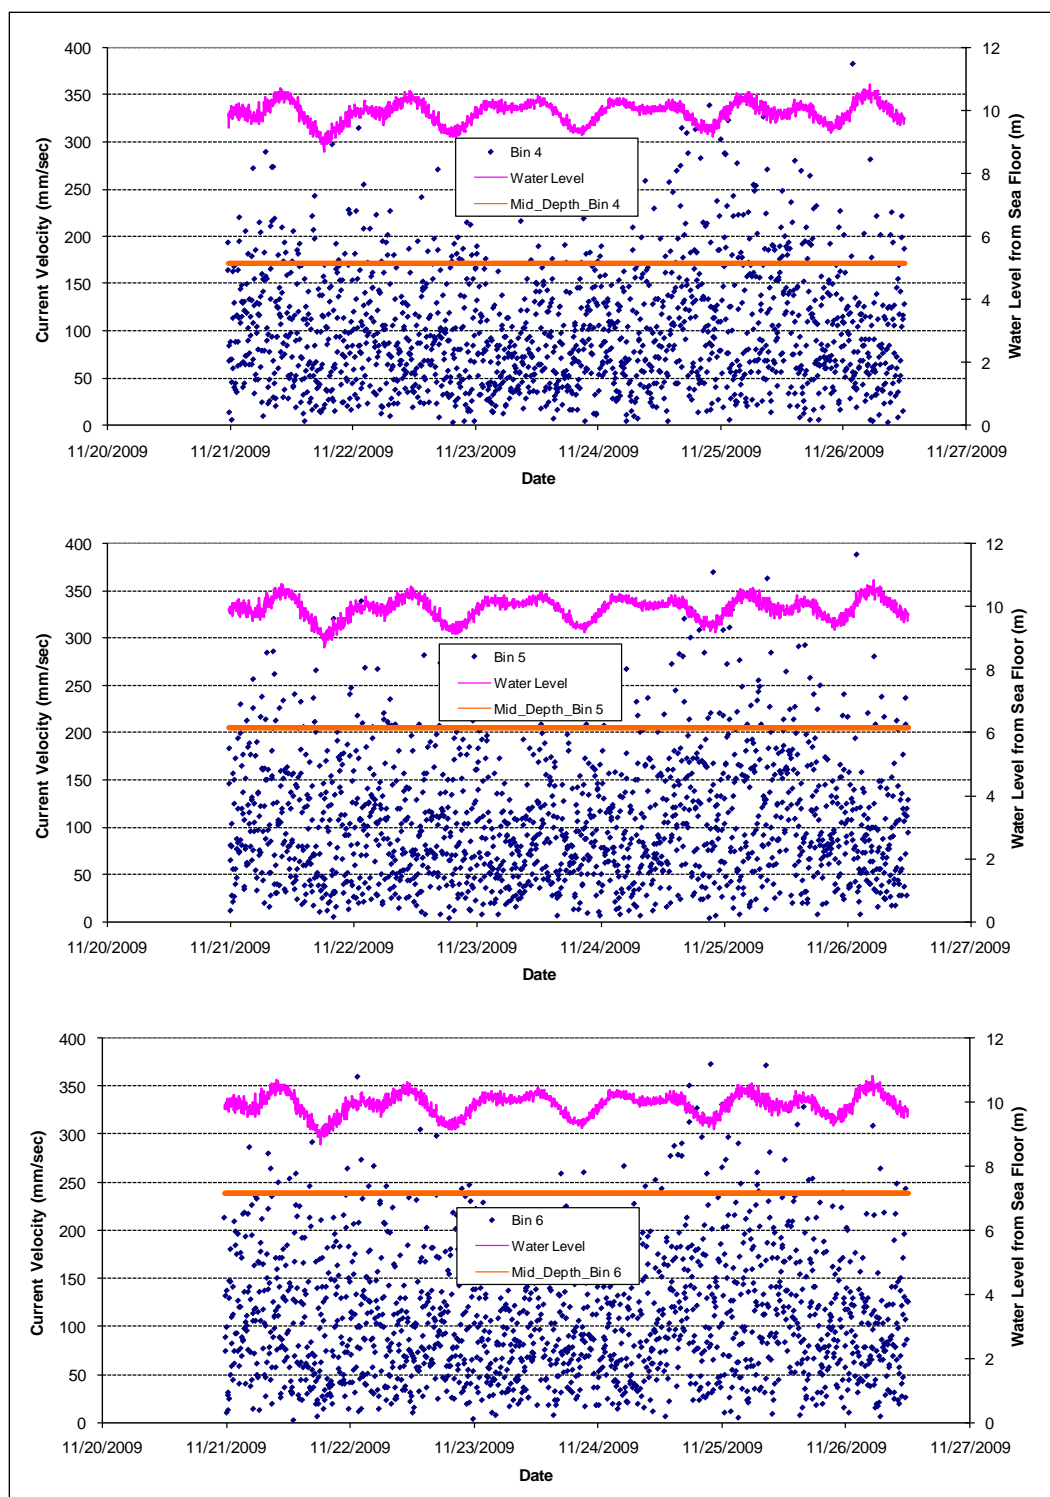 400
350
300
250
200
150
100
50
0
Current Velocity (mm/sec)
12
10
8
6
4
2
0
Water Level from Sea Floor (m)
Bin 4
Water Level
Mid_Depth_Bin 4
11/20/2009 11/21/2009 11/22/2009 11/23/2009 11/24/2009 11/25/2009 11/26/2009 11/27/2009
Date
400
350
300
250
200
150
100
50
0
Current Velocity (mm/sec)
12
10
8
6
4
2
0
Water Level from Sea Floor (m)
Bin 5
Water Level
Mid_Depth_Bin 5
11/20/2009 11/21/2009 11/22/2009 11/23/2009 11/24/2009 11/25/2009 11/26/2009 11/27/2009
Date
400
350
300
250
200
150
100
50
0
Current Velocity (mm/sec)
12
10
8
6
4
2
0
Water Level from Sea Floor (m)
Bin 6
Water Level
Mid_Depth_Bin 6
11/20/2009 11/21/2009 11/22/2009 11/23/2009 11/24/2009 11/25/2009 11/26/2009 11/27/2009
Date